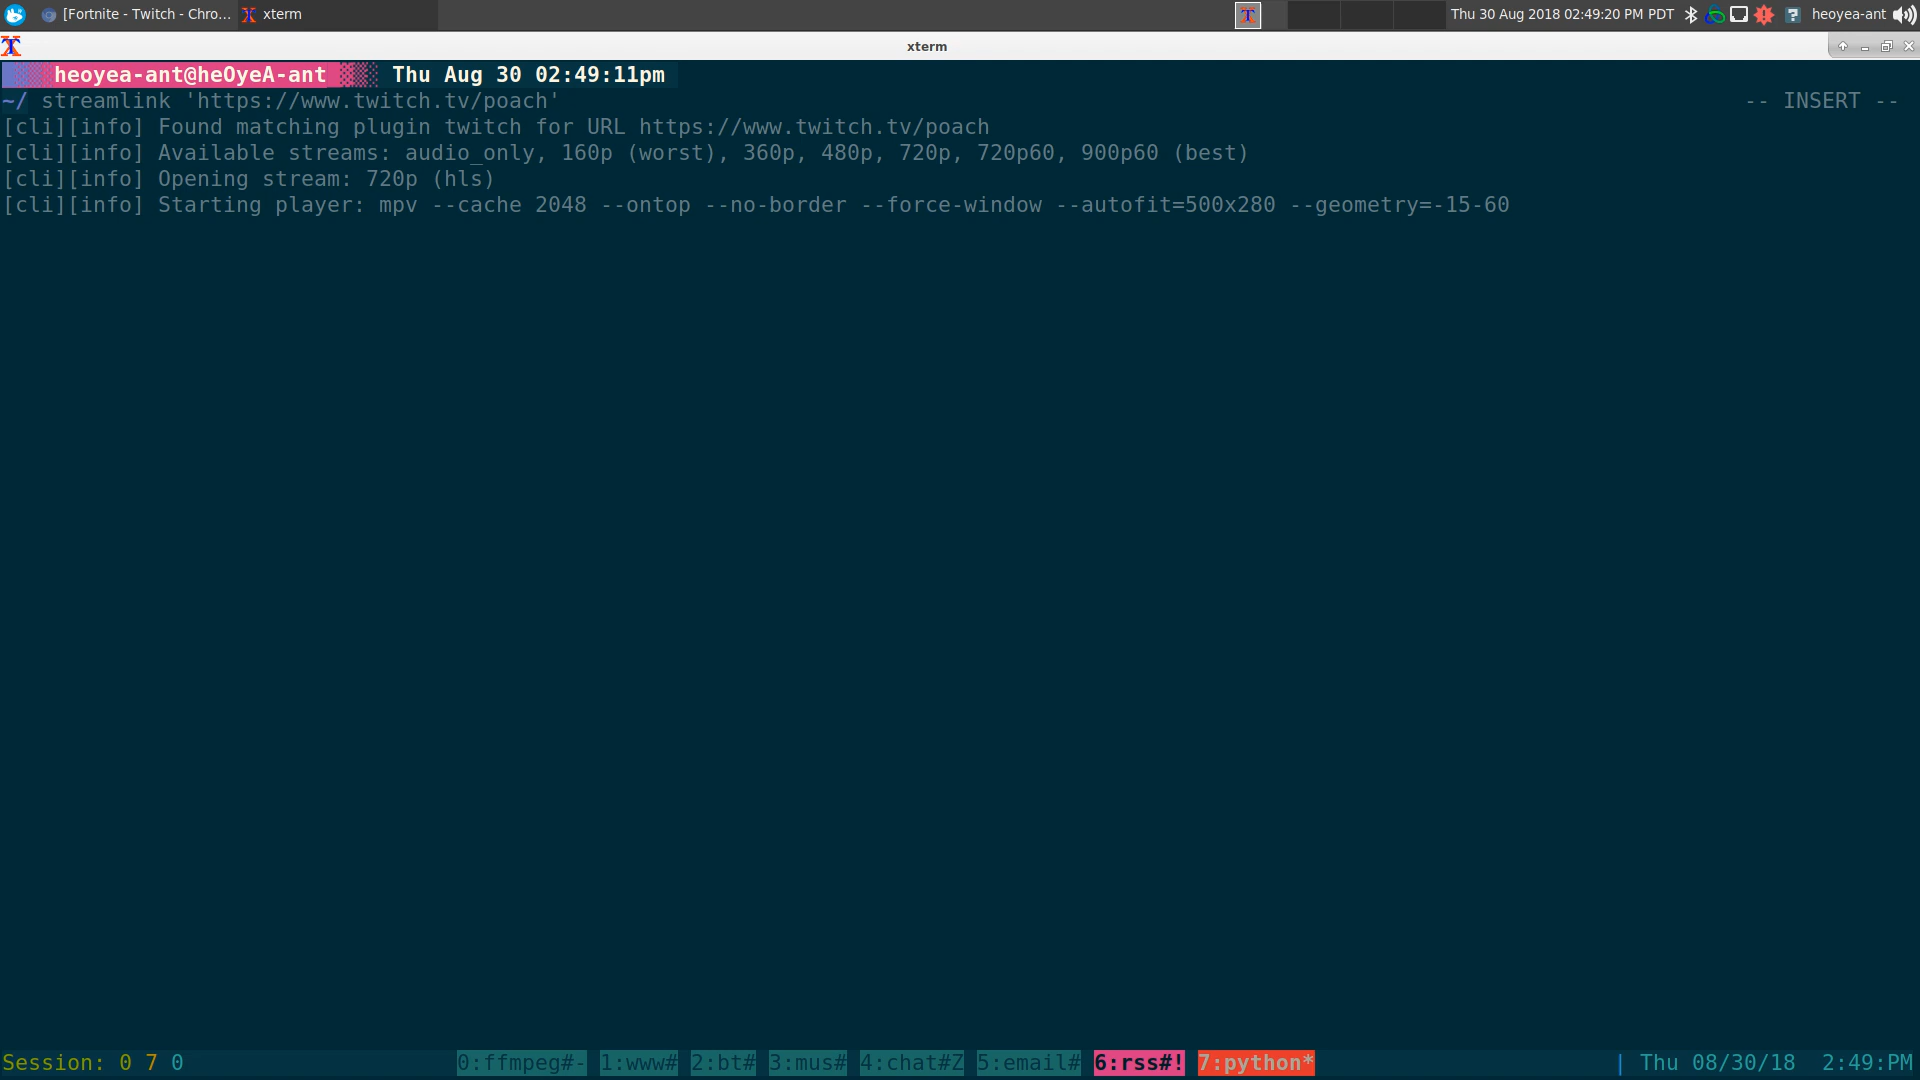 [Fortnite - Twitch - Chro... xterm Thu 30 Aug 2018 02:49:20 PM PDT heoyea-ant
xterm
heoyea-ant@heOyeA-ant Thu Aug 30 02:49:11pm
~/ streamlink 'https://www.twitch.tv/poach' -- INSERT --
[cli][info] Found matching plugin twitch for URL https://www.twitch.tv/poach
[cli][info] Available streams: audio_only, 160p (worst), 360p, 480p, 720p, 720p60, 900p60 (best)
[cli][info] Opening stream: 720p (hls)
[cli][info] Starting player: mpv --cache 2048 --ontop --no-border --force-window --autofit=500x280 --geometry=-15-60
Session: 0 7 0 0:ffmpeg#- 1:www# 2:bt# 3:mus# 4:chat#Z 5:email# 6:rss#! 7:python* | Thu 08/30/18 2:49:PM